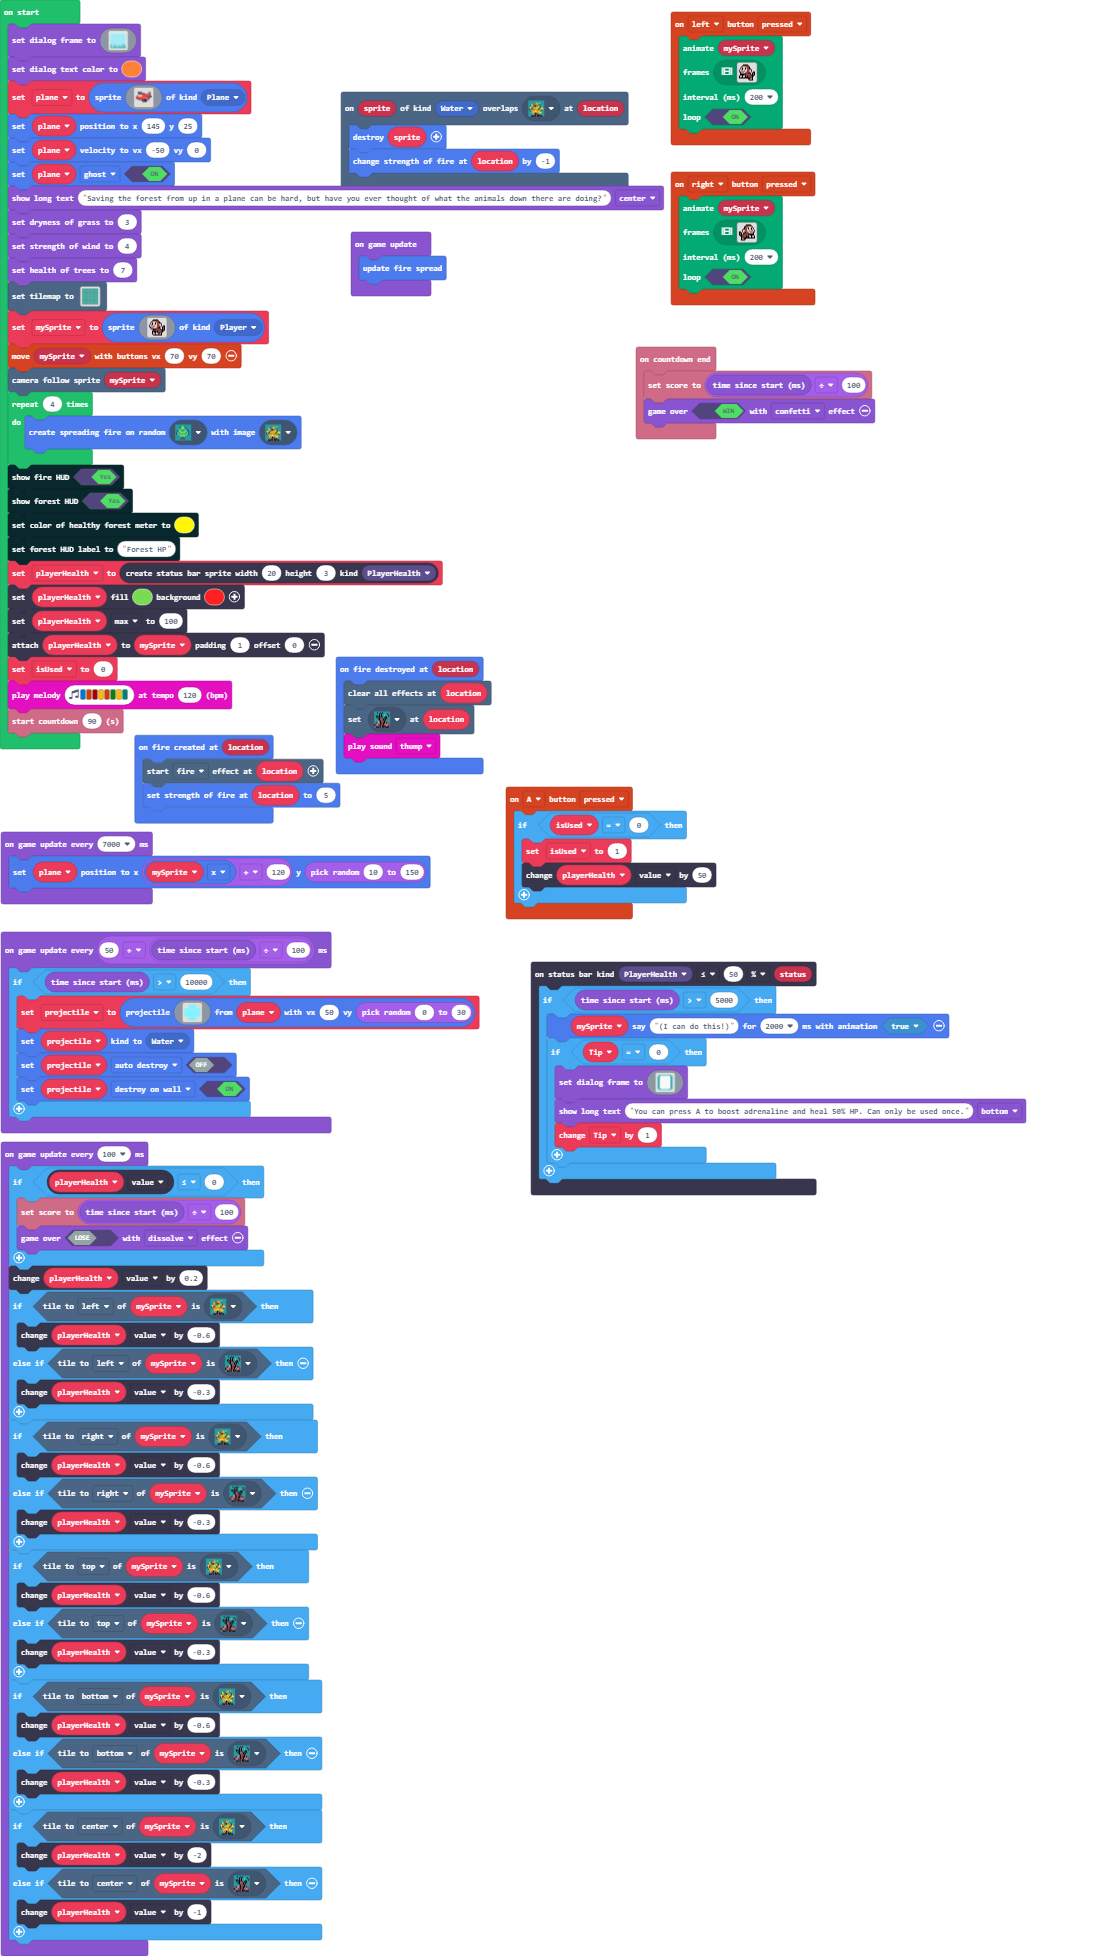 on start
set dialog frame to
set dialog text color to
set plane to sprite of kind Plane
set plane position to x 145 y 25
set plane velocity to vx -50 vy 0
set plane ghost ON
show long text "Saving the forest from up in a plane can be hard, but have you ever thought of what the animals down there are doing?" center
set dryness of grass to 3
set strength of wind to 4
set health of trees to 7
set tilemap to
set mySprite to sprite of kind Player
move mySprite with buttons vx 70 vy 70
camera follow sprite mySprite
repeat 4 times
do
create spreading fire on random with image
show fire HUD Yes
show forest HUD Yes
set color of healthy forest meter to
set forest HUD label to "Forest HP"
set playerHealth to create status bar sprite width 20 height 3 kind PlayerHealth
set playerHealth fill background
set playerHealth max to 100
attach playerHealth to mySprite padding 1 offset 0
set isUsed to 0
play melody at tempo 120 (bpm)
start countdown 90 (s)
on sprite of kind Water overlaps at location
destroy sprite
change strength of fire at location by -1
on game update
update fire spread
on left button pressed
animate mySprite
frames
interval (ms) 200
loop ON
on right button pressed
animate mySprite
frames
interval (ms) 200
loop ON
on countdown end
set score to time since start (ms) ÷ 100
game over WIN with confetti effect
on fire destroyed at location
clear all effects at location
set at location
play sound thump
on fire created at location
start fire effect at location
set strength of fire at location to 5
on A button pressed
if isUsed = 0 then
set isUsed to 1
change playerHealth value by 50
on game update every 7000 ms
set plane position to x mySprite x + 120 y pick random 10 to 150
on game update every 50 + time since start (ms) ÷ 100 ms
if time since start (ms) > 10000 then
set projectile to projectile from plane with vx 50 vy pick random 0 to 30
set projectile kind to Water
set projectile auto destroy OFF
set projectile destroy on wall ON
on status bar kind PlayerHealth ≤ 50 % status
if time since start (ms) > 5000 then
mySprite say "(I can do this!)" for 2000 ms with animation true
if Tip = 0 then
set dialog frame to
show long text "You can press A to boost adrenaline and heal 50% HP. Can only be used once." bottom
change Tip by 1
on game update every 100 ms
if playerHealth value ≤ 0 then
set score to time since start (ms) ÷ 100
game over LOSE with dissolve effect
change playerHealth value by 0.2
if tile to left of mySprite is then
change playerHealth value by -0.6
else if tile to left of mySprite is then
change playerHealth value by -0.3
if tile to right of mySprite is then
change playerHealth value by -0.6
else if tile to right of mySprite is then
change playerHealth value by -0.3
if tile to top of mySprite is then
change playerHealth value by -0.6
else if tile to top of mySprite is then
change playerHealth value by -0.3
if tile to bottom of mySprite is then
change playerHealth value by -0.6
else if tile to bottom of mySprite is then
change playerHealth value by -0.3
if tile to center of mySprite is then
change playerHealth value by -2
else if tile to center of mySprite is then
change playerHealth value by -1